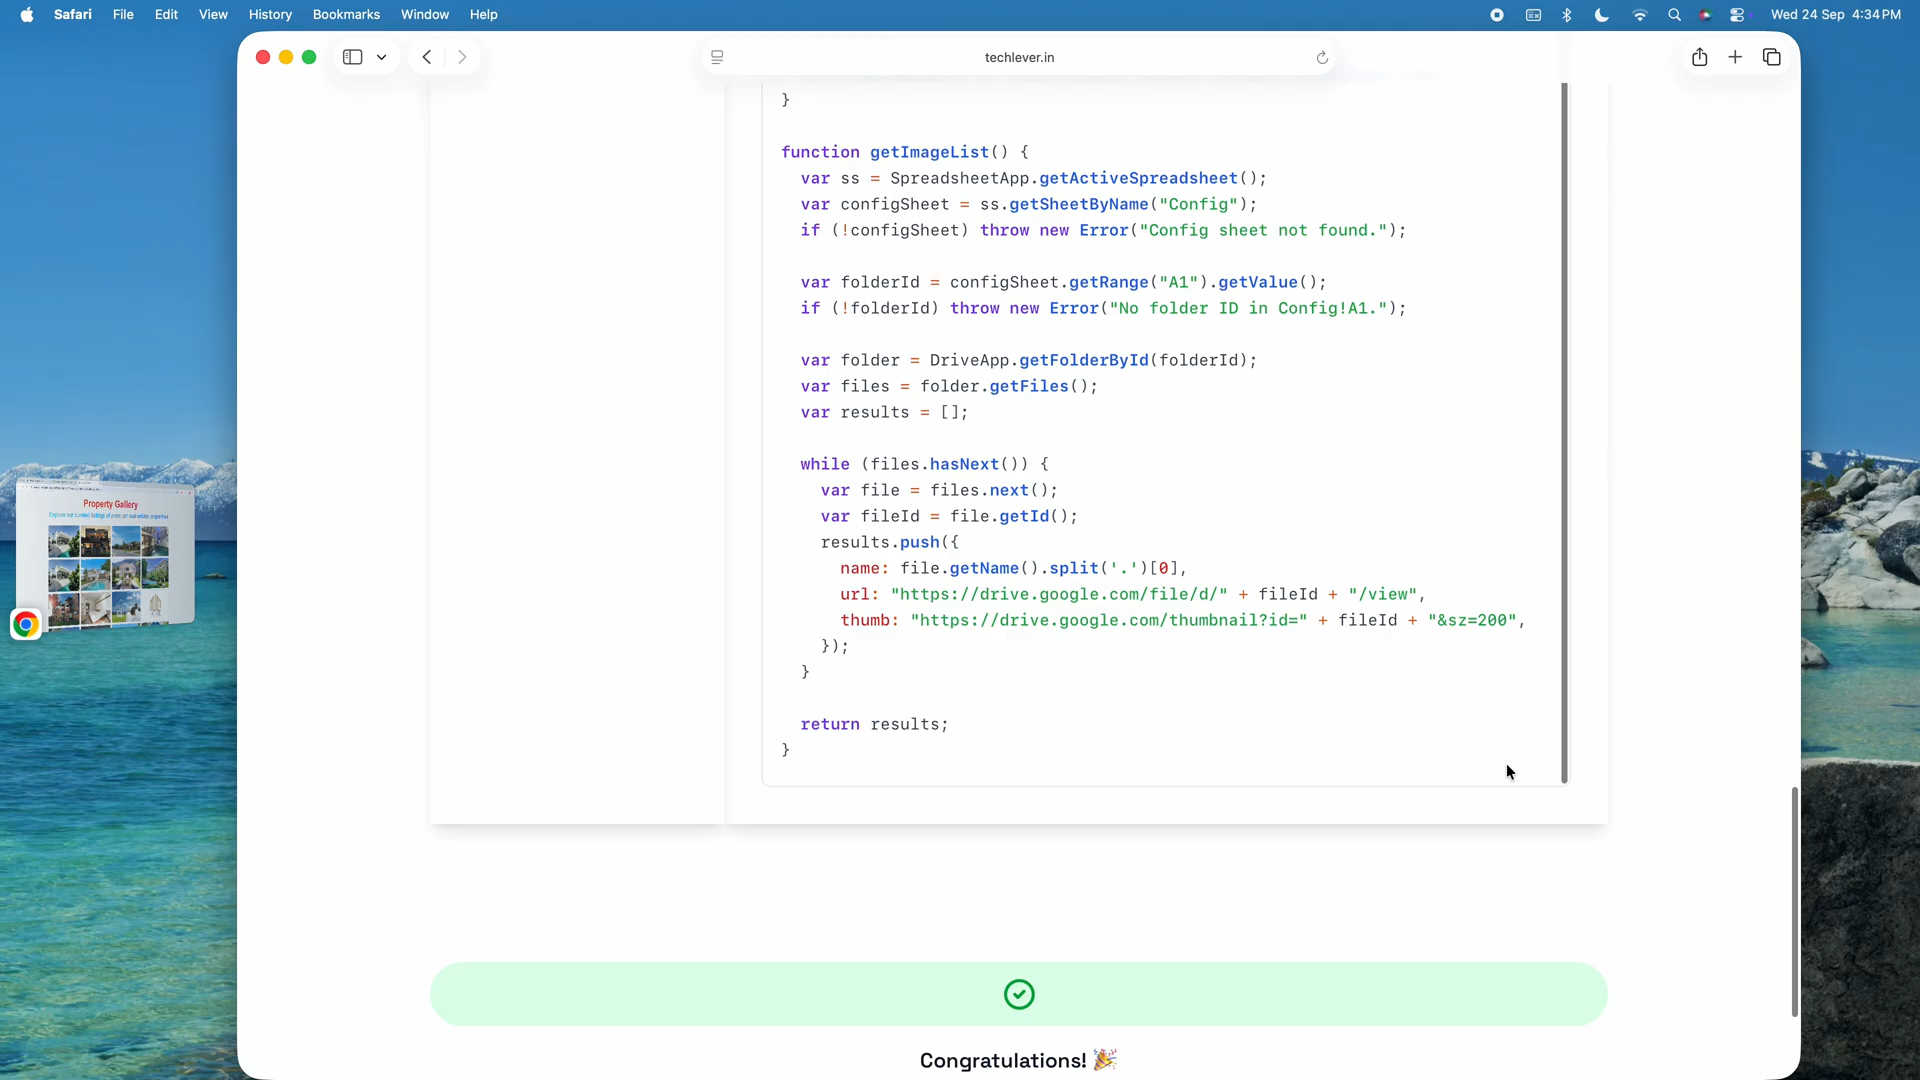 Safari File Edit View History Bookmarks Window Help
Wed 24 Sep 4:34 PM
techlever.in
}
function getImageList() {
var ss = SpreadsheetApp.getActiveSpreadsheet();
var configSheet = ss.getSheetByName("Config");
if (!configSheet) throw new Error("Config sheet not found.");
var folderId = configSheet.getRange("A1").getValue();
if (!folderId) throw new Error("No folder ID in Config!A1.");
var folder = DriveApp.getFolderById(folderId);
var files = folder.getFiles();
var results = [];
while (files.hasNext()) {
var file = files.next();
var fileId = file.getId();
results.push({
name: file.getName().split('.')[0],
url: "https://drive.google.com/file/d/" + fileId + "/view",
thumb: "https://drive.google.com/thumbnail?id=" + fileId + "&sz=200",
});
}
return results;
}
Property Gallery
Congratulations! 🎉